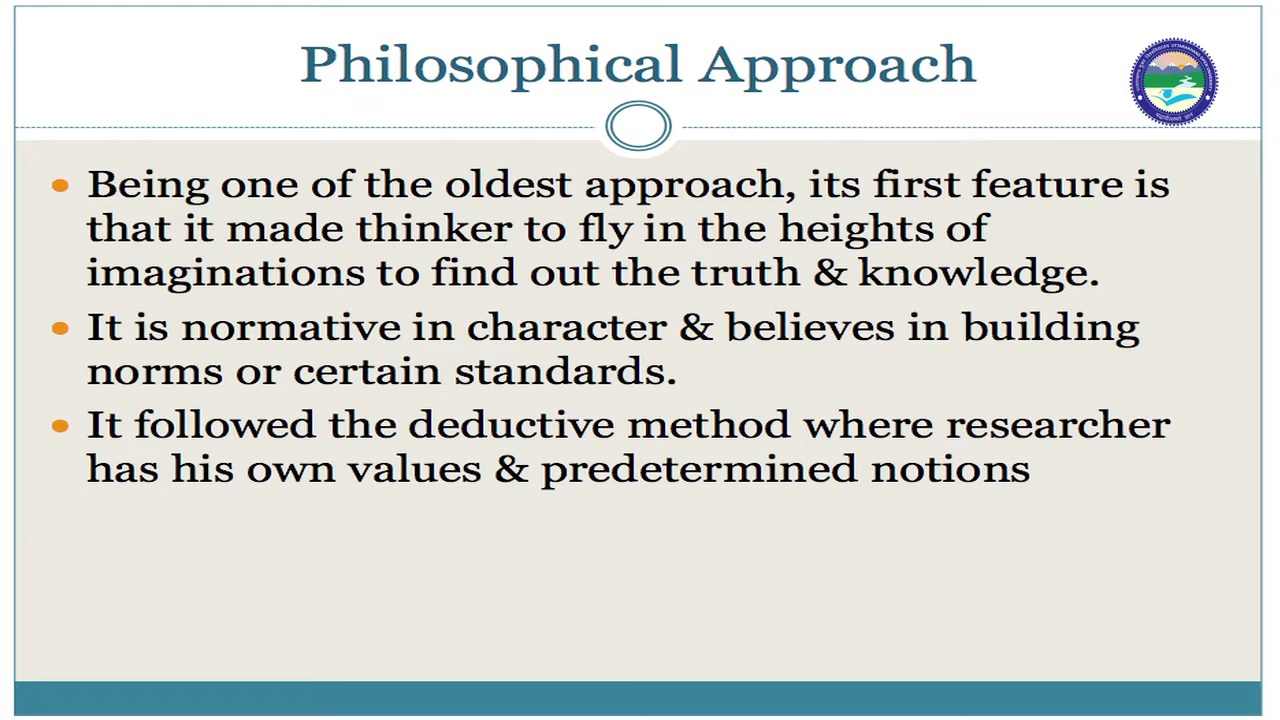 Philosophical Approach
Being one of the oldest approach, its first feature is
that it made thinker to fly in the heights of
imaginations to find out the truth & knowledge.
It is normative in character & believes in building
norms or certain standards.
It followed the deductive method where researcher
has his own values & predetermined notions